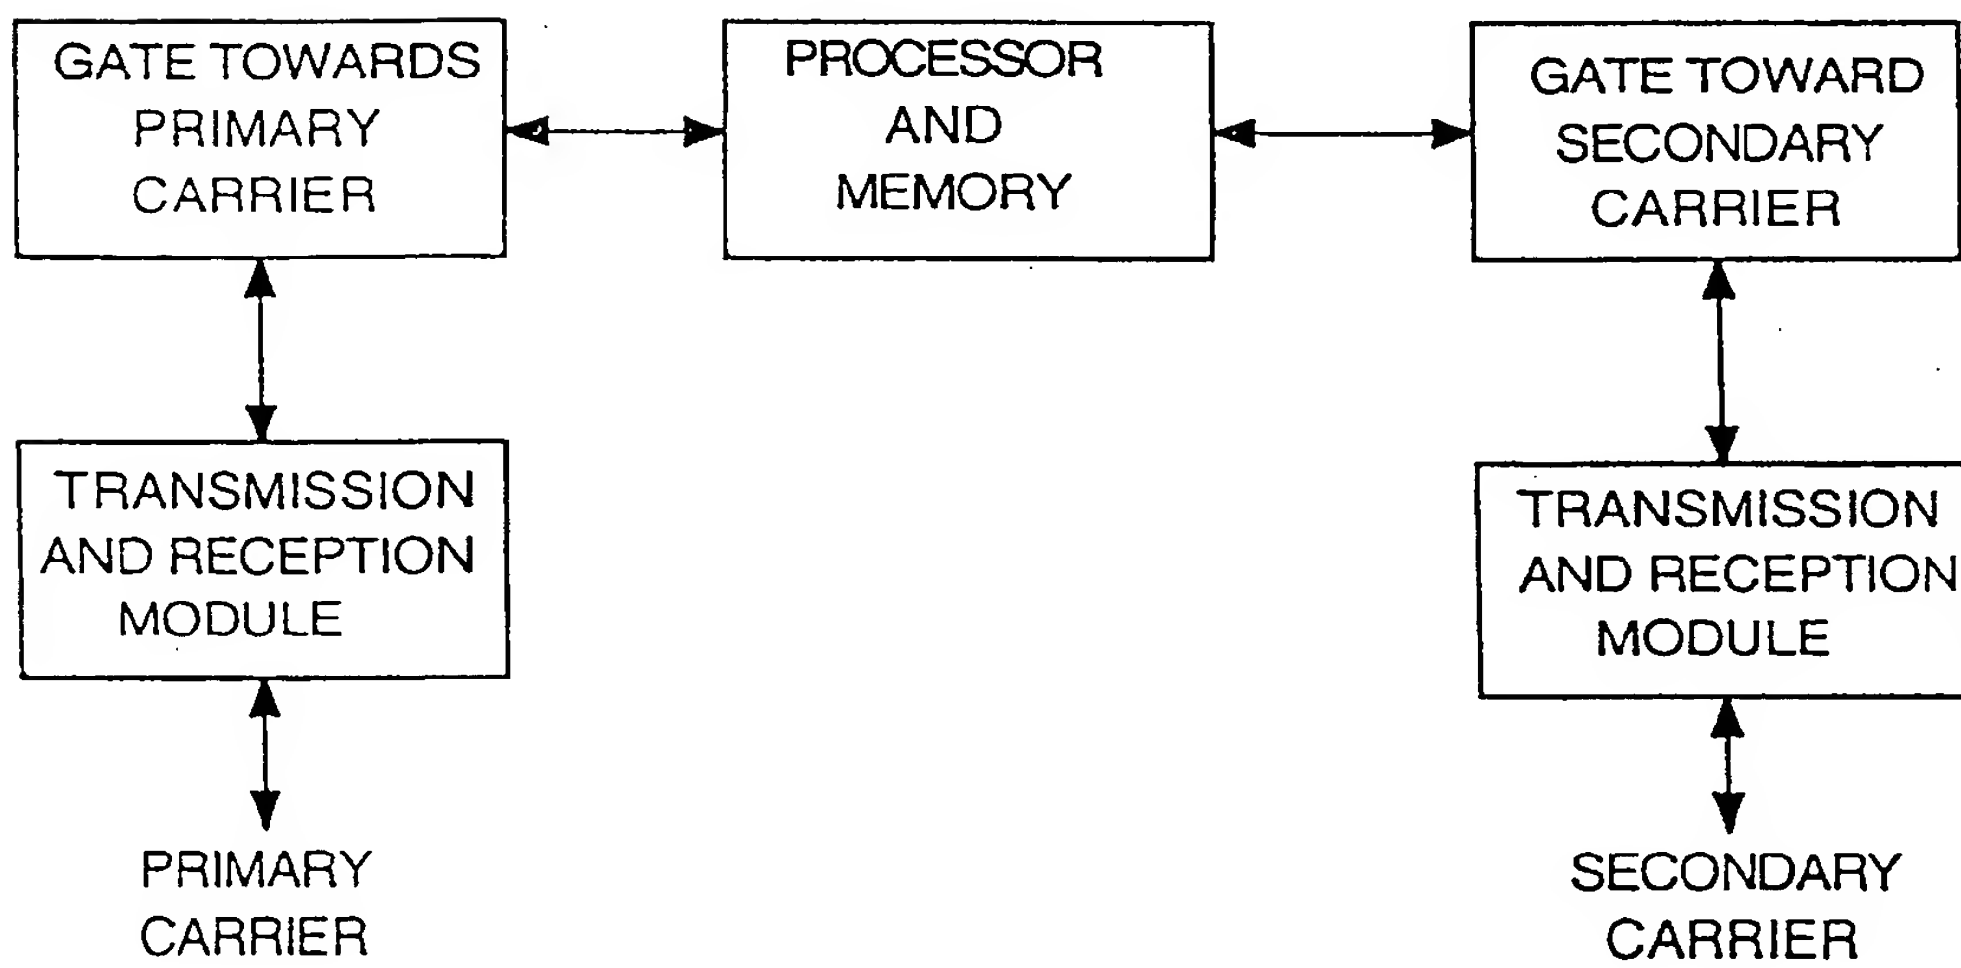 GATE TOWARDS
PRIMARY
CARRIER
PROCESSOR
AND
MEMORY
GATE TOWARD
SECONDARY
CARRIER
TRANSMISSION
AND RECEPTION
MODULE
TRANSMISSION
AND RECEPTION
MODULE
PRIMARY
CARRIER
SECONDARY
CARRIER